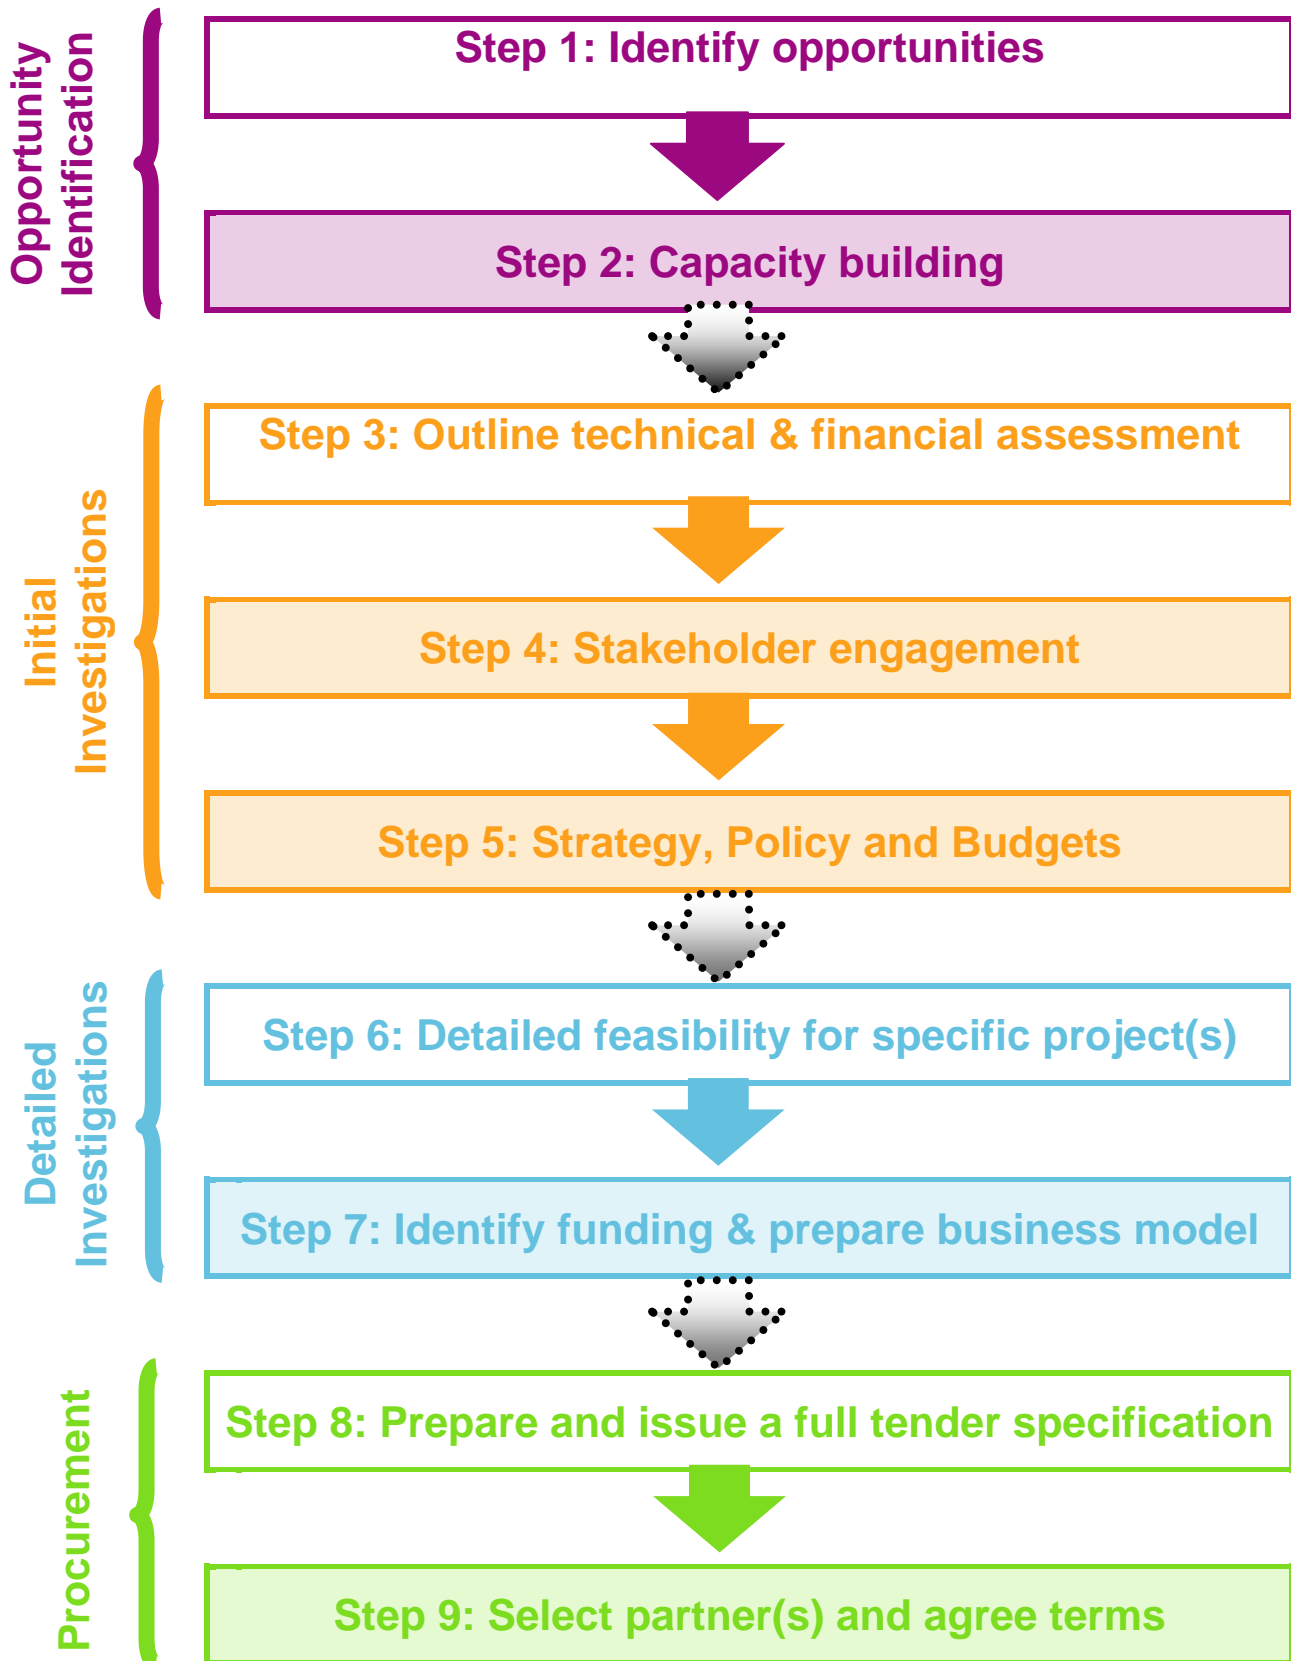 Opportunity
Identification
Step 1: Identify opportunities
Step 2: Capacity building
Initial
Investigations
Step 3: Outline technical & financial assessment
Step 4: Stakeholder engagement
Step 5: Strategy, Policy and Budgets
Detailed
Investigations
Step 6: Detailed feasibility for specific project(s)
Step 7: Identify funding & prepare business model
Procurement
Step 8: Prepare and issue a full tender specification
Step 9: Select partner(s) and agree terms